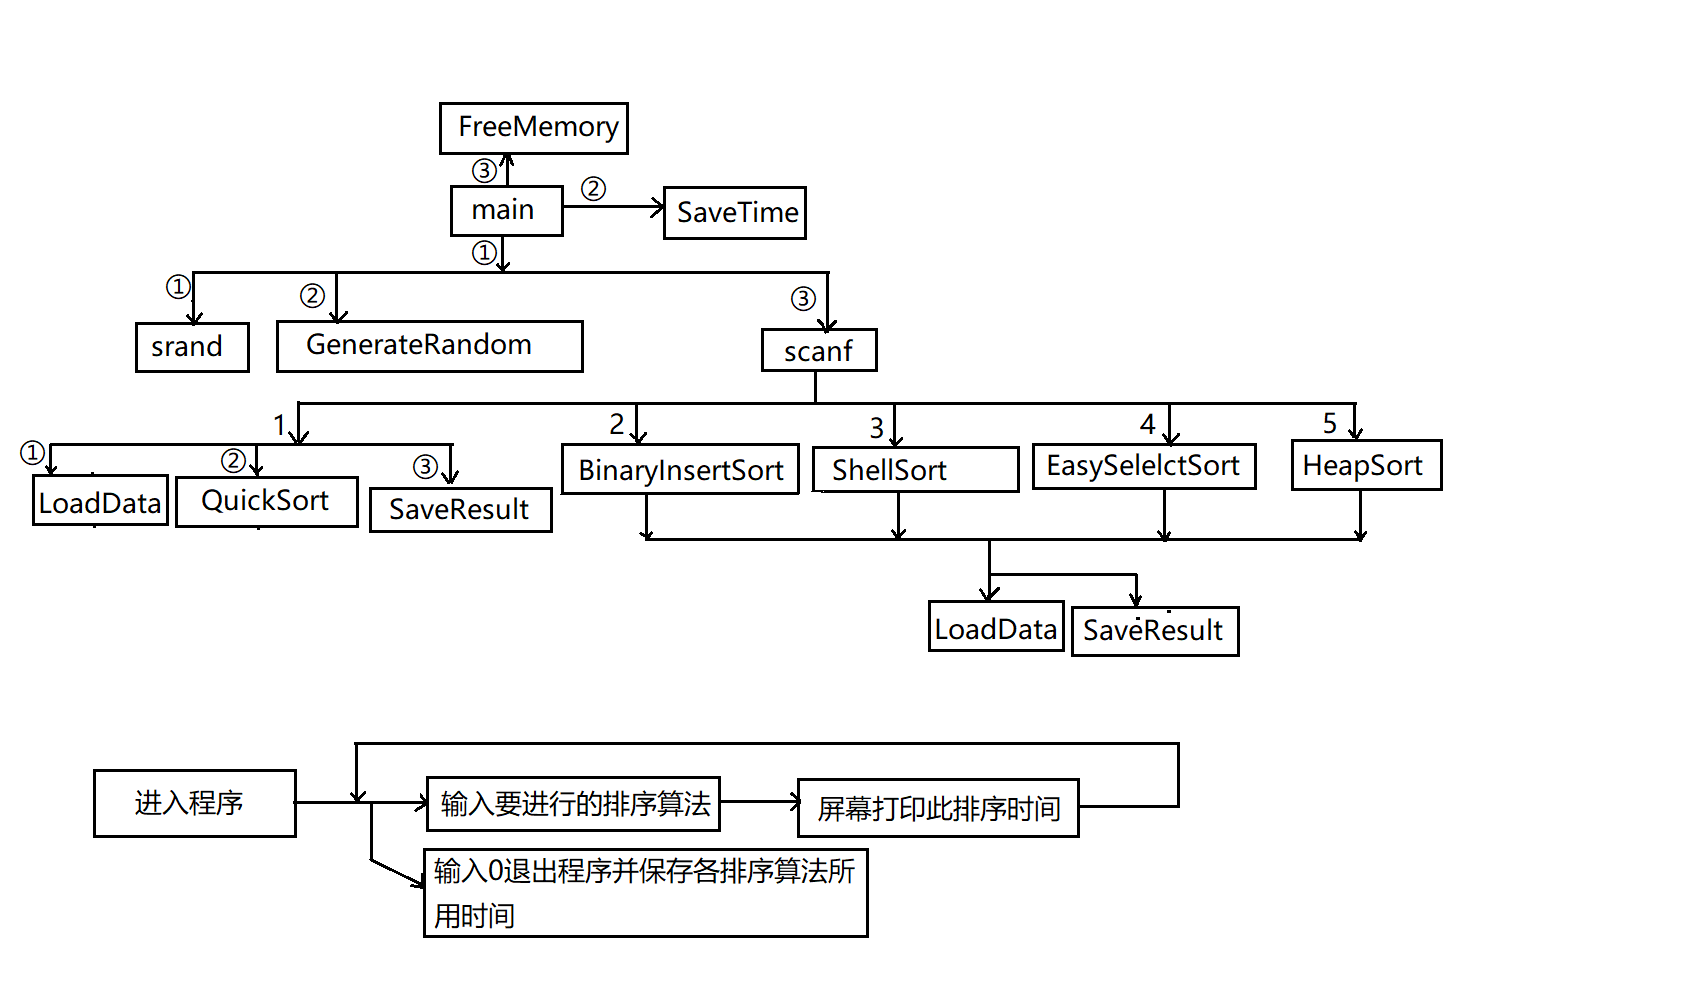 FreeMemory
③
②
main
SaveTime
①
①
②
③
srand
GenerateRandom
scanf
1
2
3
4
5
①
②
③
LoadData
QuickSort
SaveResult
BinaryInsertSort
ShellSort
EasySelelctSort
HeapSort
LoadData
SaveResult
进入程序
输入要进行的排序算法
屏幕打印此排序时间
输入0退出程序并保存各排序算法所
用时间